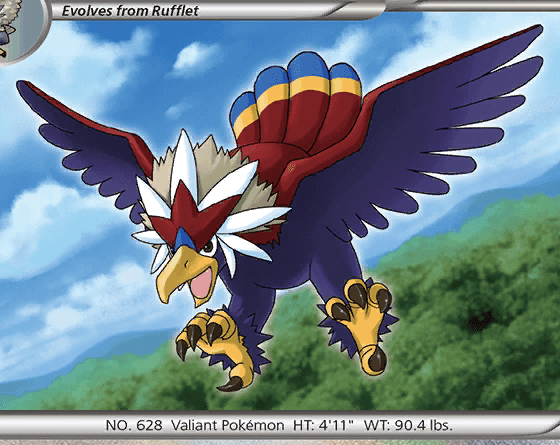 Evolves from Rufflet
NO. 628 Valiant Pokémon HT: 4'11" WT: 90.4 lbs.